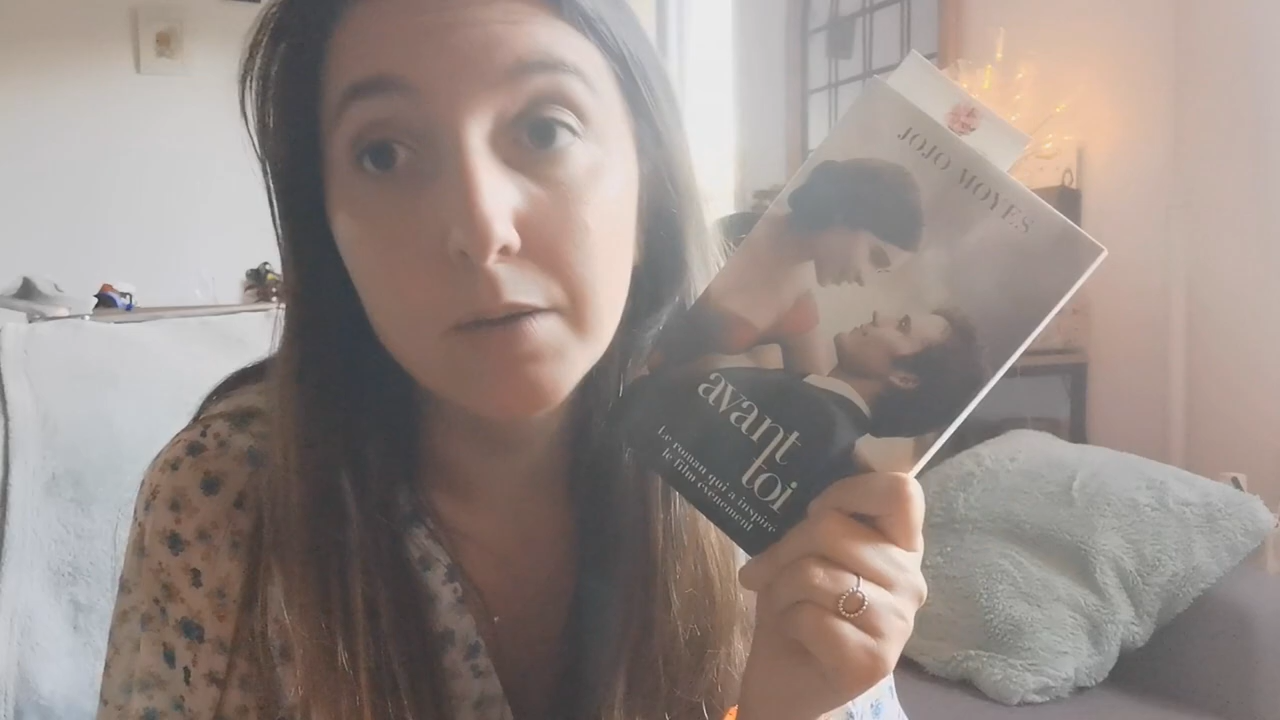 JOJO MOYES
avant
toi
Le roman qui a inspiré
le film événement